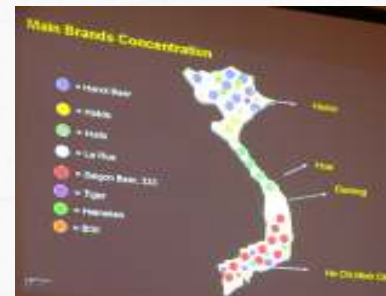 Main Brands Concentration
= Hanoi Beer
= Halida
= Huda
= La Rue
= Saigon Beer, 333
= Tiger
= Heineken
= BGI
Hanoi
Hue
Danang
Ho Chi Minh